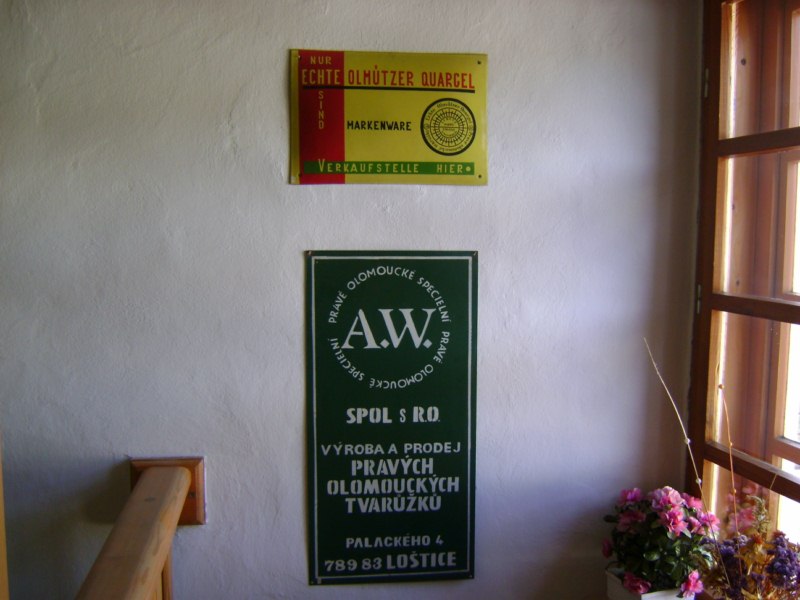 NUR
ECHTE OLMÜTZER QUARGEL
SIND
MARKENWARE
VERKAUFSTELLE HIER
PRAVÉ OLOMOUCKÉ SPECIELNÍ PRAVÉ OLOMOUCKÉ SPECIELNÍ
A.W.
SPOL S R.O.
VÝROBA A PRODEJ
PRAVÝCH
OLOMOUCKÝCH
TVARŮŽKŮ
PALACKÉHO 4
789 83 LOŠTICE